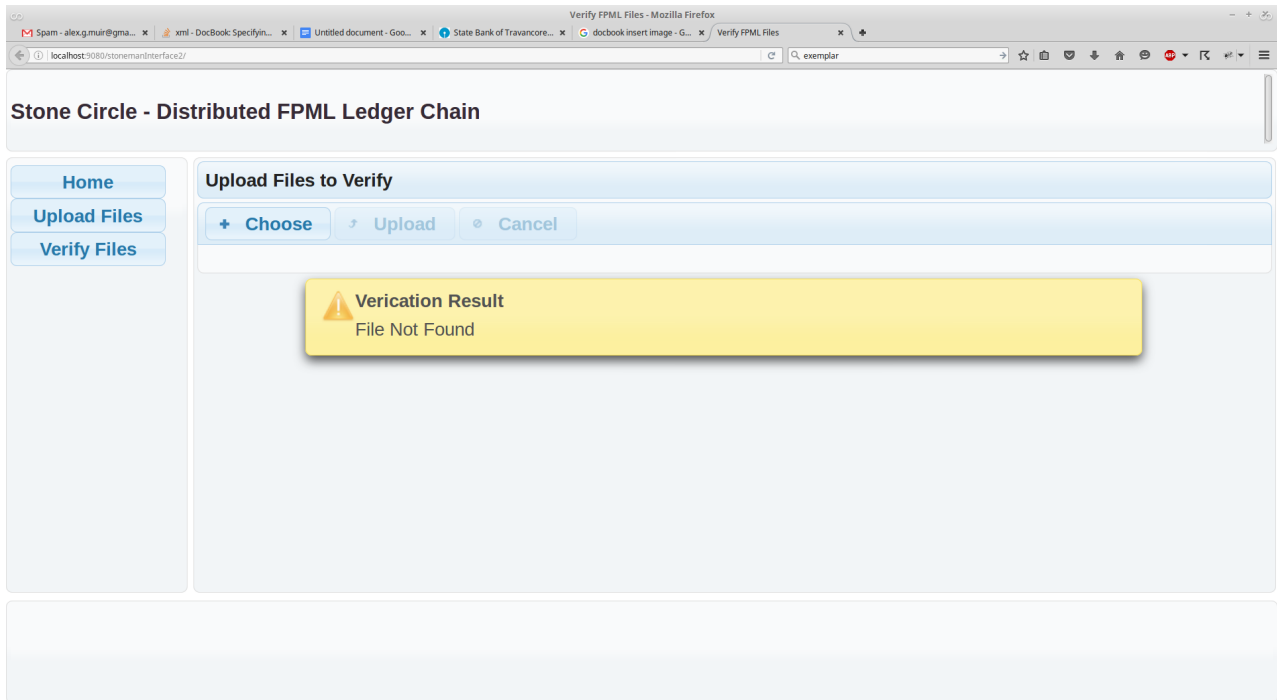 Verify FPML Files - Mozilla Firefox
Spam - alex.g.muir@gma... xml - DocBook: Specifyin... Untitled document - Goo... State Bank of Travancore... docbook insert image - G... Verify FPML Files
localhost:9080/stonemanInterface2/ exemplar
ABP
Stone Circle - Distributed FPML Ledger Chain
Home
Upload Files
Verify Files
Upload Files to Verify
Choose Upload Cancel
Verication Result
File Not Found